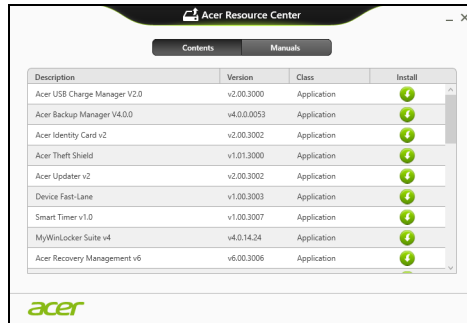 Acer Resource Center
Contents Manuals
Description Version Class Install
Acer USB Charge Manager V2.0 v2.00.3000 Application
Acer Backup Manager V4.0.0 v4.0.0.0053 Application
Acer Identity Card v2 v2.00.3002 Application
Acer Theft Shield v1.01.3000 Application
Acer Updater v2 v2.00.3002 Application
Device Fast-Lane v1.00.3003 Application
Smart Timer v1.0 v1.00.3007 Application
MyWinLocker Suite v4 v4.0.14.24 Application
Acer Recovery Management v6 v6.00.3006 Application
acer